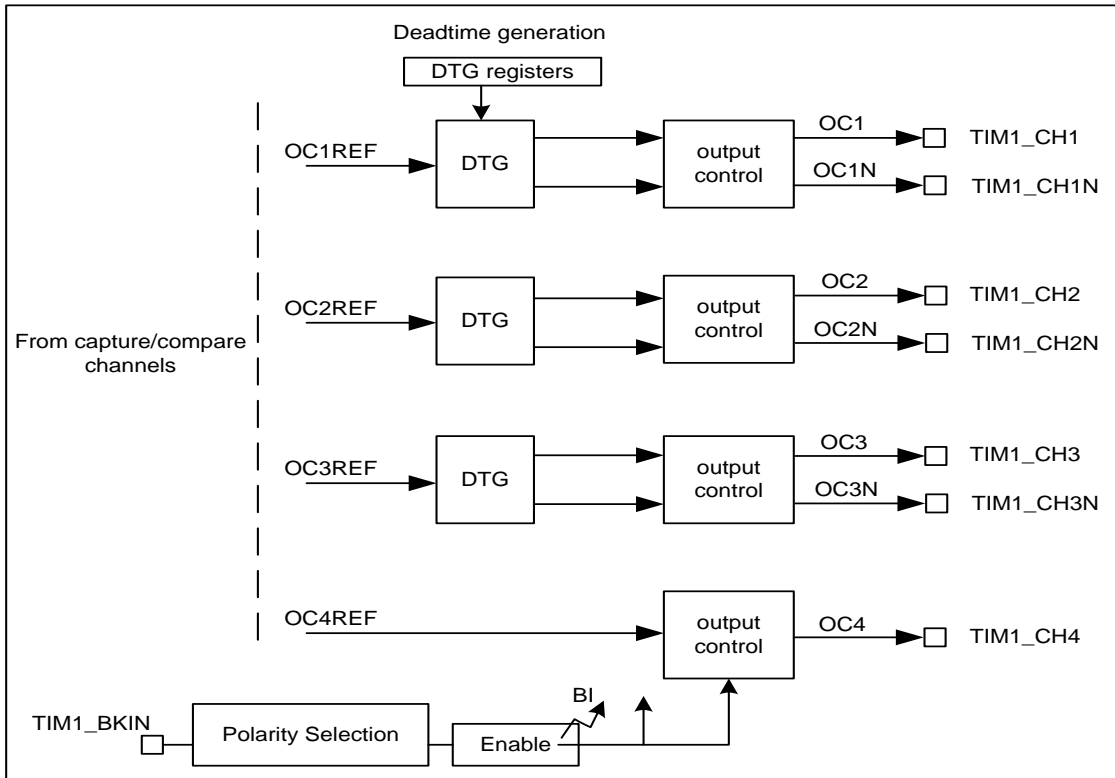 Deadtime generation
DTG registers
OC1REF
DTG
output
control
OC1
TIM1_CH1
OC1N
TIM1_CH1N
OC2REF
DTG
output
control
OC2
TIM1_CH2
OC2N
TIM1_CH2N
From capture/compare
channels
OC3REF
DTG
output
control
OC3
TIM1_CH3
OC3N
TIM1_CH3N
OC4REF
output
control
OC4
TIM1_CH4
BI
TIM1_BKIN
Polarity Selection
Enable